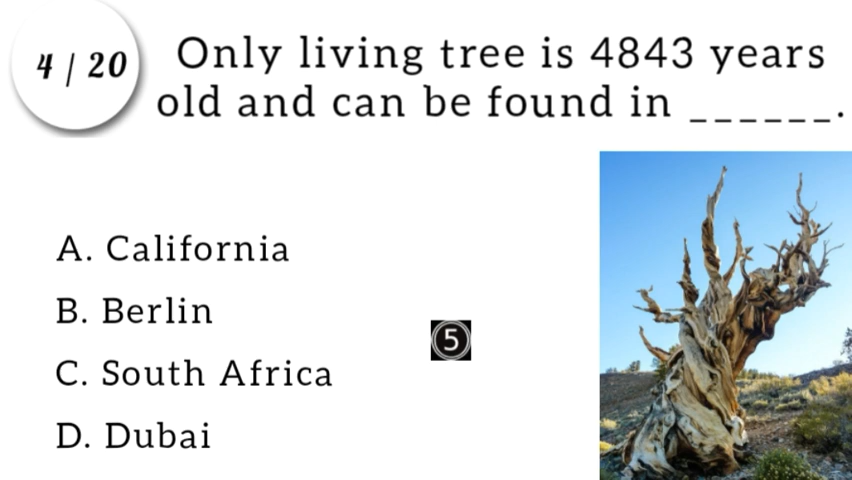 4 / 20
Only living tree is 4843 years
old and can be found in ______.
A. California
B. Berlin
5
C. South Africa
D. Dubai